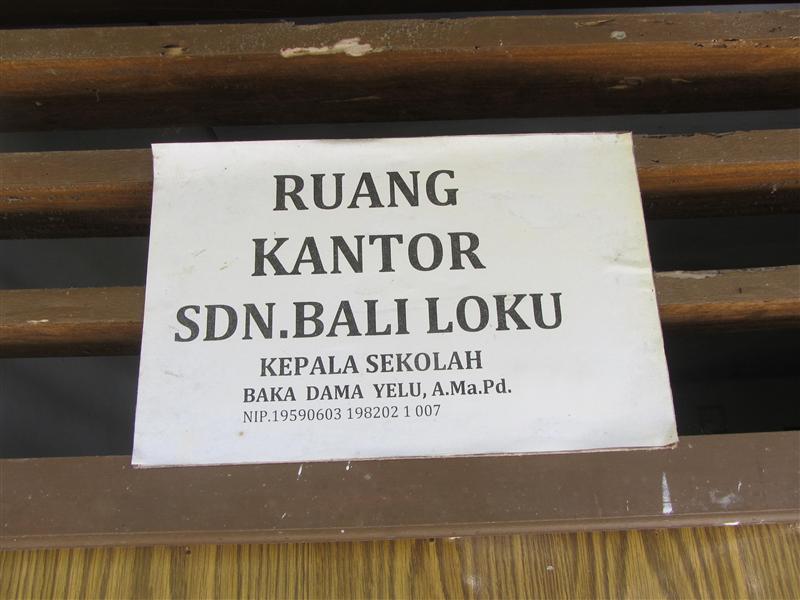 RUANG
KANTOR
SDN.BALI LOKU
KEPALA SEKOLAH
BAKA DAMA YELU, A.Ma.Pd.
NIP.19590603 198202 1 007